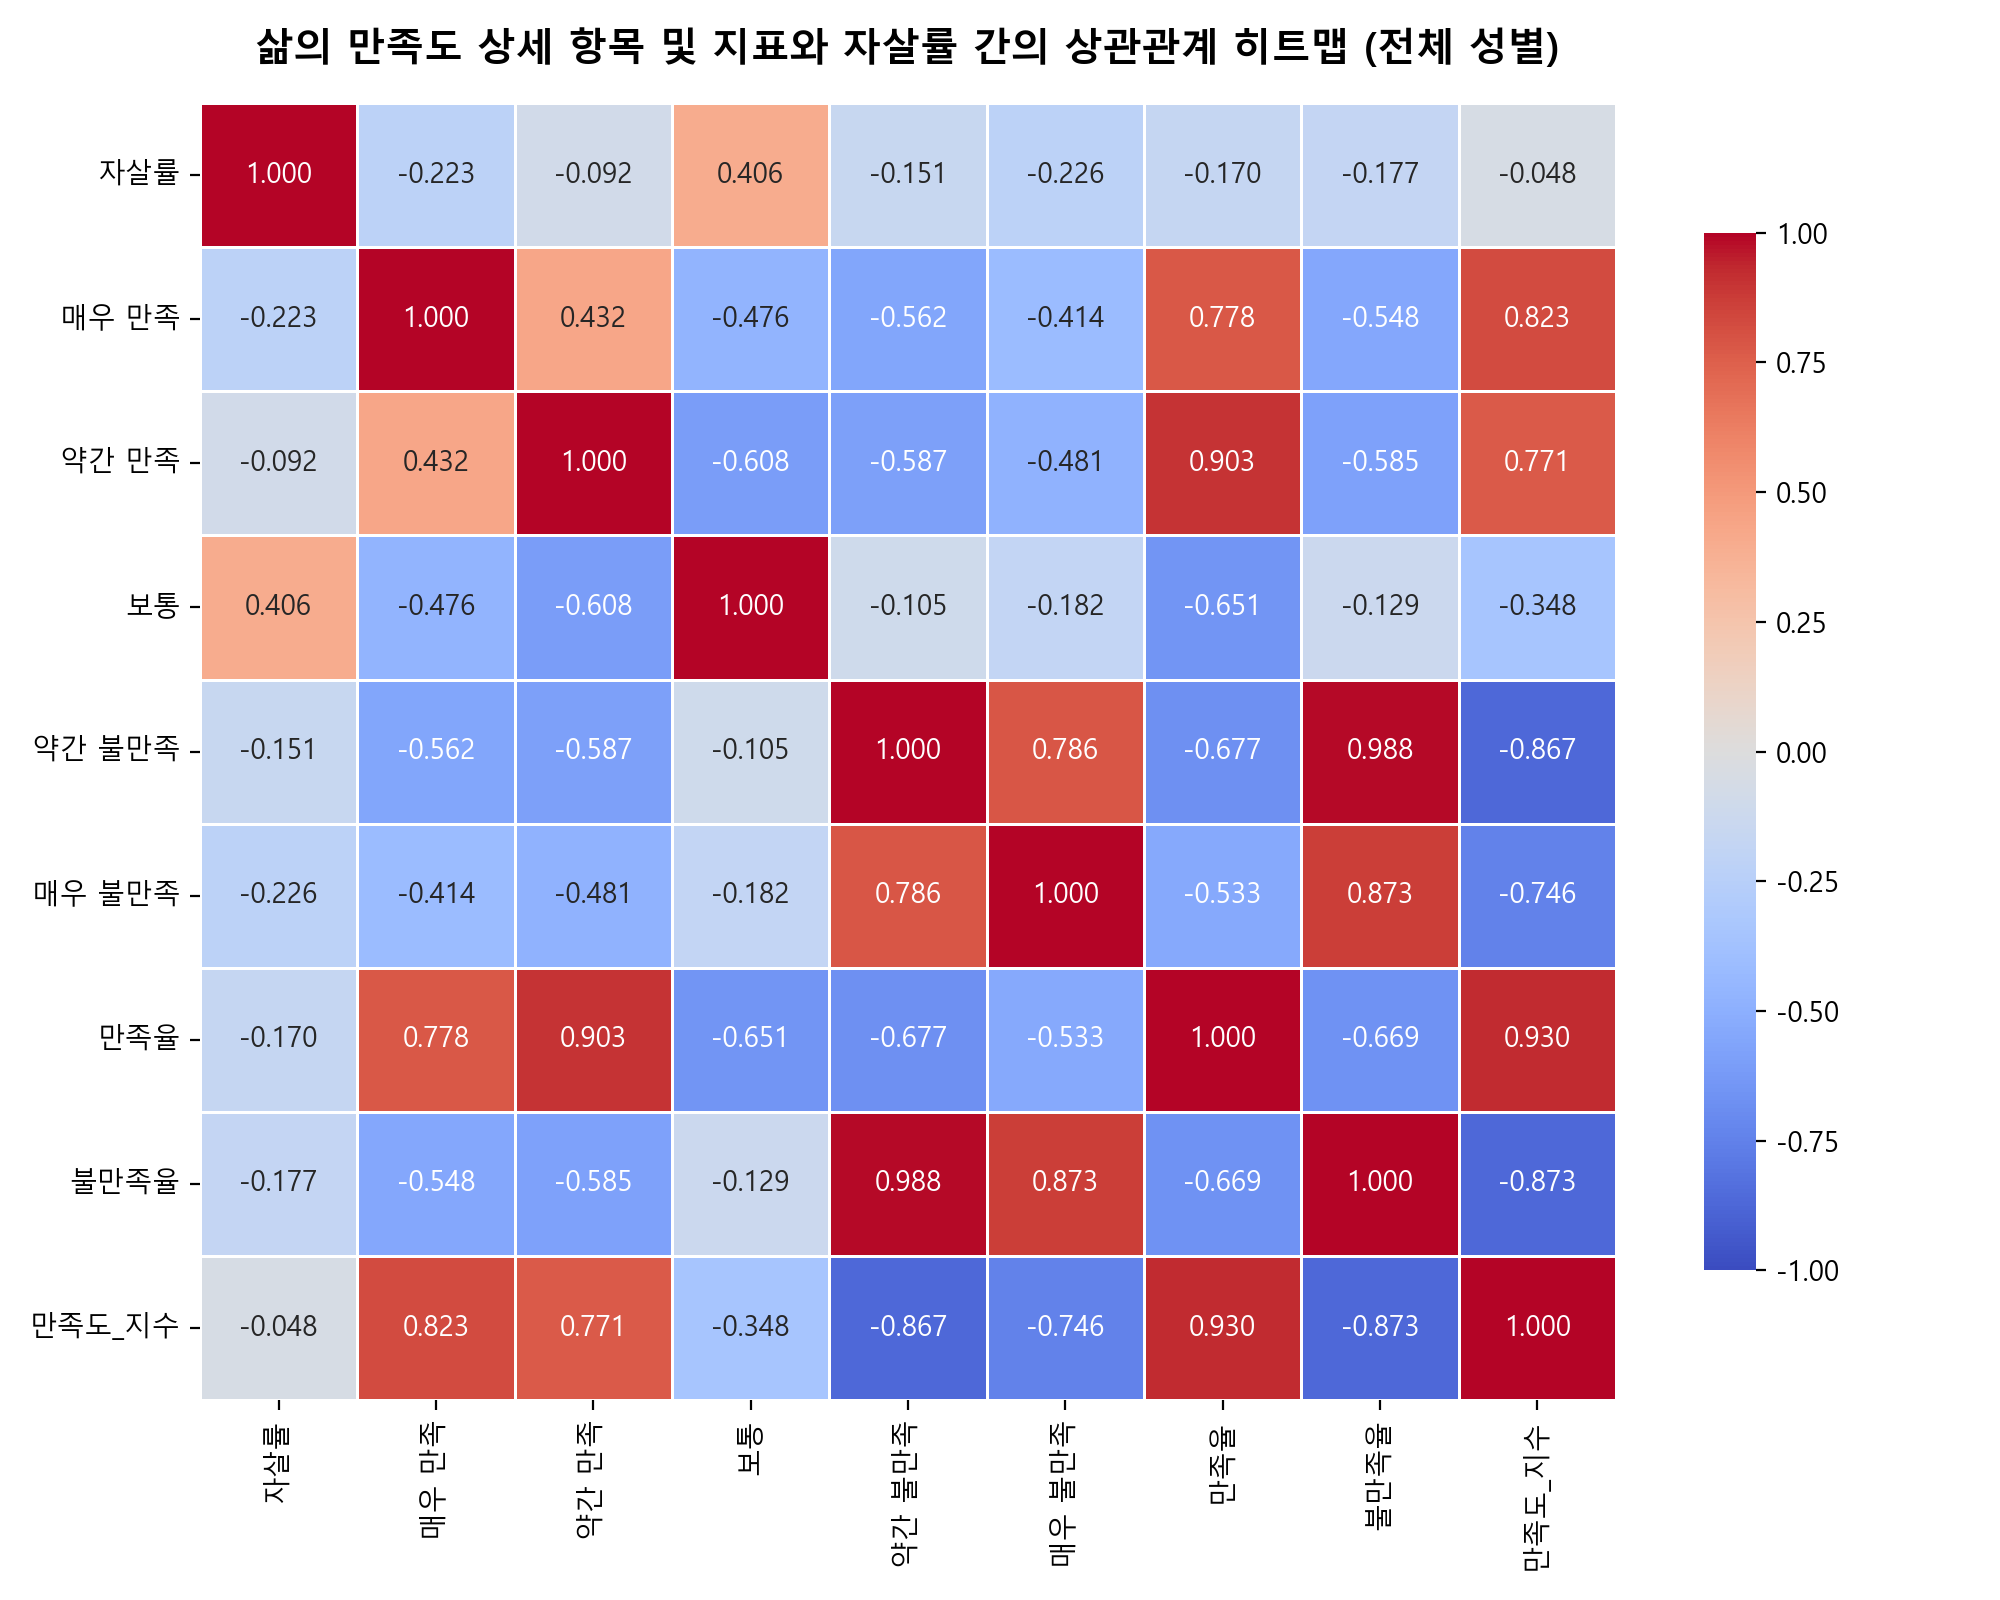 삶의 만족도 상세 항목 및 지표와 자살률 간의 상관관계 히트맵 (전체 성별)
자살률 1.000 -0.223 -0.092 0.406 -0.151 -0.226 -0.170 -0.177 -0.048
매우 만족 -0.223 1.000 0.432 -0.476 -0.562 -0.414 0.778 -0.548 0.823
약간 만족 -0.092 0.432 1.000 -0.608 -0.587 -0.481 0.903 -0.585 0.771
보통 0.406 -0.476 -0.608 1.000 -0.105 -0.182 -0.651 -0.129 -0.348
약간 불만족 -0.151 -0.562 -0.587 -0.105 1.000 0.786 -0.677 0.988 -0.867
매우 불만족 -0.226 -0.414 -0.481 -0.182 0.786 1.000 -0.533 0.873 -0.746
만족율 -0.170 0.778 0.903 -0.651 -0.677 -0.533 1.000 -0.669 0.930
불만족율 -0.177 -0.548 -0.585 -0.129 0.988 0.873 -0.669 1.000 -0.873
만족도_지수 -0.048 0.823 0.771 -0.348 -0.867 -0.746 0.930 -0.873 1.000
자살률
매우 만족
약간 만족
보통
약간 불만족
매우 불만족
만족율
불만족율
만족도_지수
1.00
0.75
0.50
0.25
0.00
-0.25
-0.50
-0.75
-1.00